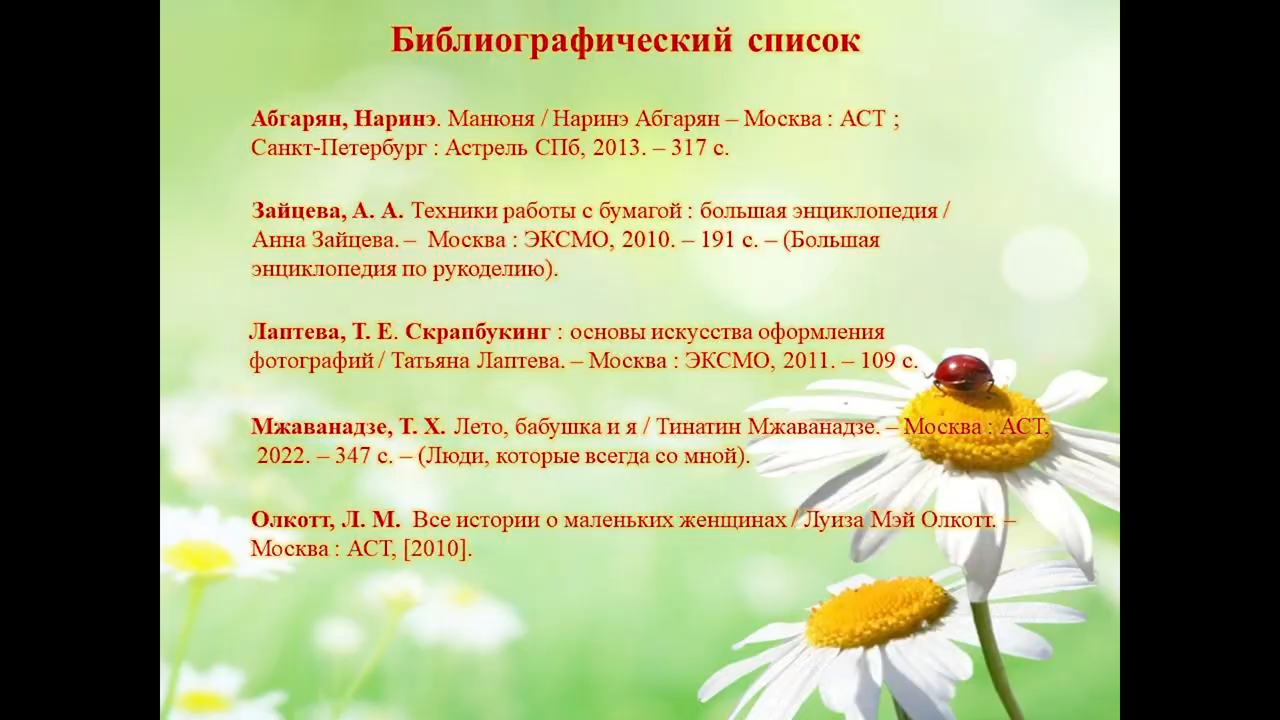 Библиографический список
Абгарян, Наринэ. Манюня / Наринэ Абгарян – Москва : АСТ ;
Санкт-Петербург : Астрель СПб, 2013. – 317 с.
Зайцева, А. А. Техники работы с бумагой : большая энциклопедия /
Анна Зайцева. – Москва : ЭКСМО, 2010. – 191 с. – (Большая
энциклопедия по рукоделию).
Лаптева, Т. Е. Скрапбукинг : основы искусства оформления
фотографий / Татьяна Лаптева. – Москва : ЭКСМО, 2011. – 109 с.
Мжаванадзе, Т. Х. Лето, бабушка и я / Тинатин Мжаванадзе. – Москва : АСТ,
2022. – 347 с. – (Люди, которые всегда со мной).
Олкотт, Л. М. Все истории о маленьких женщинах / Луиза Мэй Олкотт. –
Москва : АСТ, [2010].